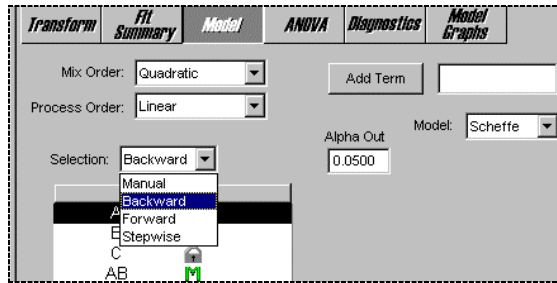 Transform Fit Summary Model ANOVA Diagnostics Model Graphs
Mix Order: Quadratic Add Term
Process Order: Linear
Alpha Out Model: Scheffe
Selection: Backward 0.0500
Manual
Backward
Forward
Stepwise
C
AB M